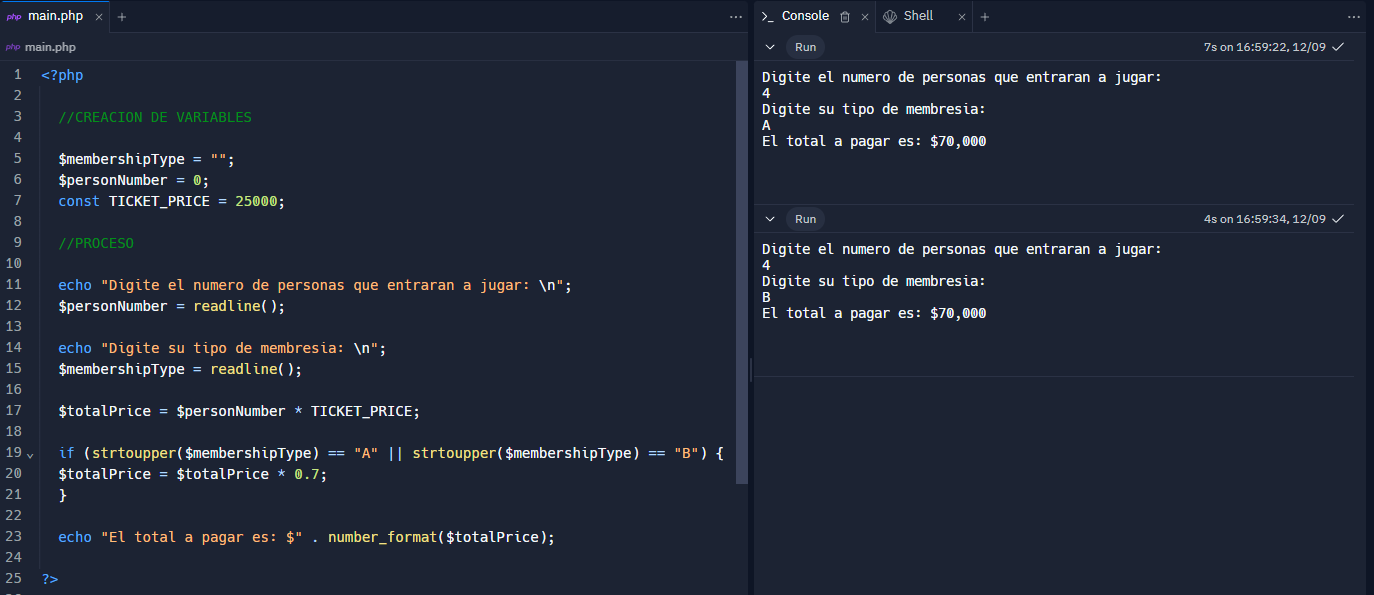 php main.php × +
php main.php
1 <?php
2
3 //CREACION DE VARIABLES
4
5 $membershipType = "";
6 $personNumber = 0;
7 const TICKET_PRICE = 25000;
8
9 //PROCESO
10
11 echo "Digite el numero de personas que entraran a jugar: \n";
12 $personNumber = readline();
13
14 echo "Digite su tipo de membresia: \n";
15 $membershipType = readline();
16
17 $totalPrice = $personNumber * TICKET_PRICE;
18
19 if (strtoupper($membershipType) == "A" || strtoupper($membershipType) == "B") {
20 $totalPrice = $totalPrice * 0.7;
21 }
22
23 echo "El total a pagar es: $" . number_format($totalPrice);
24
25 ?>
>_ Console × Shell × +
Run 7s on 16:59:22, 12/09 ✓
Digite el numero de personas que entraran a jugar:
4
Digite su tipo de membresia:
A
El total a pagar es: $70,000
Run 4s on 16:59:34, 12/09 ✓
Digite el numero de personas que entraran a jugar:
4
Digite su tipo de membresia:
B
El total a pagar es: $70,000